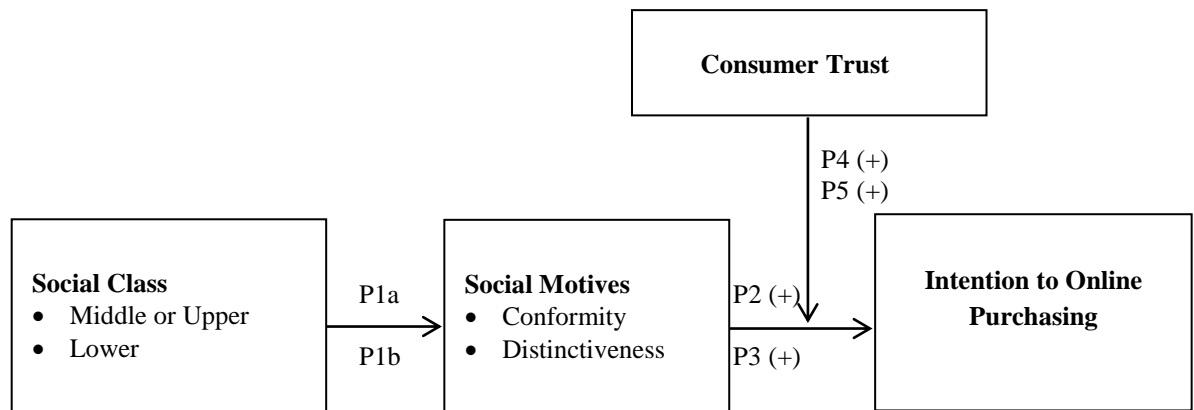 Consumer Trust
P4 (+)
P5 (+)
Social Class
• Middle or Upper
• Lower
P1a
P1b
Social Motives
• Conformity
• Distinctiveness
P2 (+)
P3 (+)
Intention to Online
Purchasing